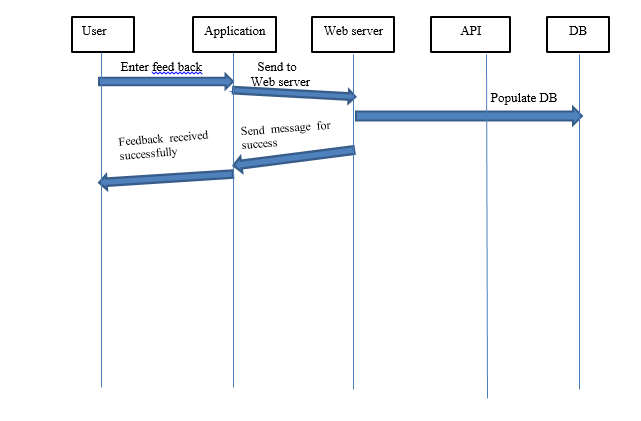 User
Application
Web server
API
DB
Enter feed back
Send to
Web server
Populate DB
Send message for
success
Feedback received
successfully